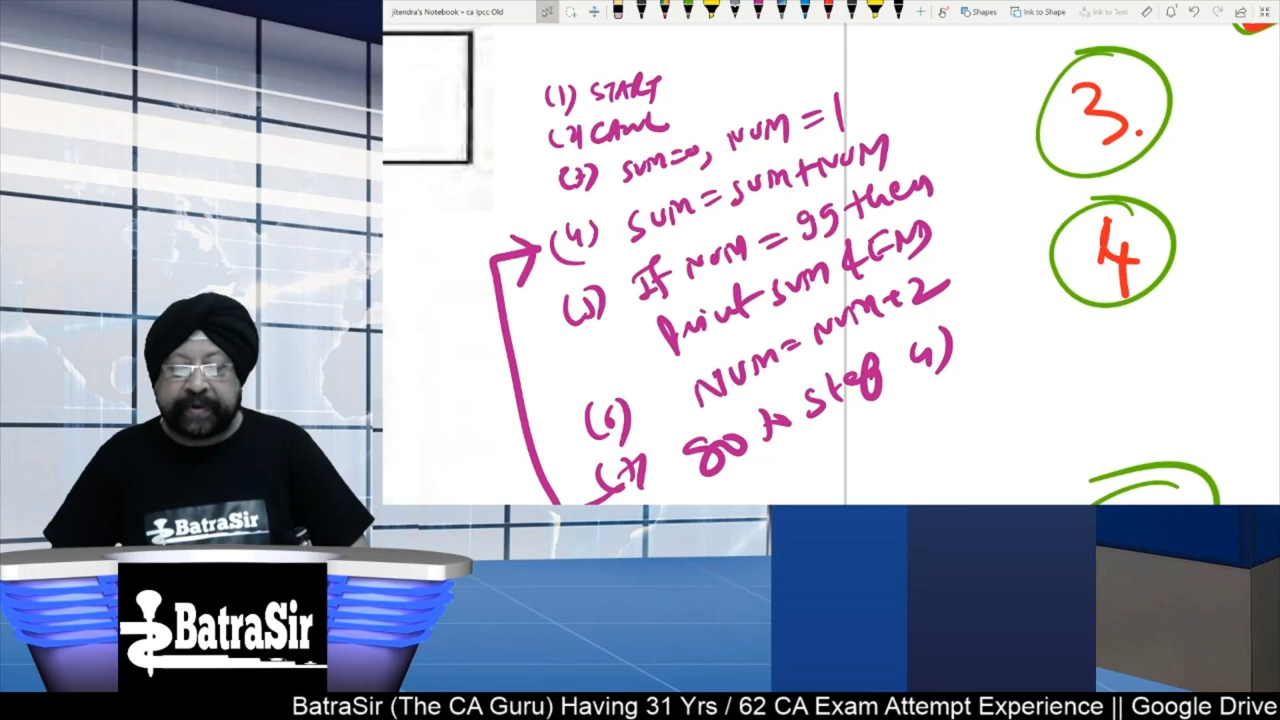 jitendra's Notebook » ca Ipcc Old
Shapes
Ink to Shape
Ink to Text
(1) START
(2)
(3) SUM=0, NUM=1
(4) SUM=SUM+NUM
(5) If NUM=99 then
Print SUM & END
(6) NUM=NUM+2
(7) go to step 4)
3.
4
BatraSir
BatraSir
BatraSir (The CA Guru) Having 31 Yrs / 62 CA Exam Attempt Experience || Google Drive